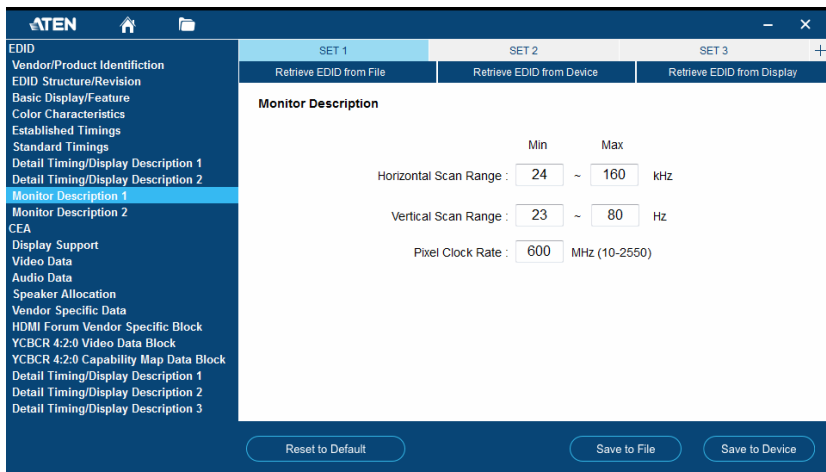 ATEN
EDID
Vendor/Product Identifiction
EDID Structure/Revision
Basic Display/Feature
Color Characteristics
Established Timings
Standard Timings
Detail Timing/Display Description 1
Detail Timing/Display Description 2
Monitor Description 1
Monitor Description 2
CEA
Display Support
Video Data
Audio Data
Speaker Allocation
Vendor Specific Data
HDMI Forum Vendor Specific Block
YCBCR 4:2:0 Video Data Block
YCBCR 4:2:0 Capability Map Data Block
Detail Timing/Display Description 1
Detail Timing/Display Description 2
Detail Timing/Display Description 3
SET 1 SET 2 SET 3 +
Retrieve EDID from File Retrieve EDID from Device Retrieve EDID from Display
Monitor Description
Min Max
Horizontal Scan Range : 24 ~ 160 kHz
Vertical Scan Range : 23 ~ 80 Hz
Pixel Clock Rate : 600 MHz (10-2550)
Reset to Default Save to File Save to Device